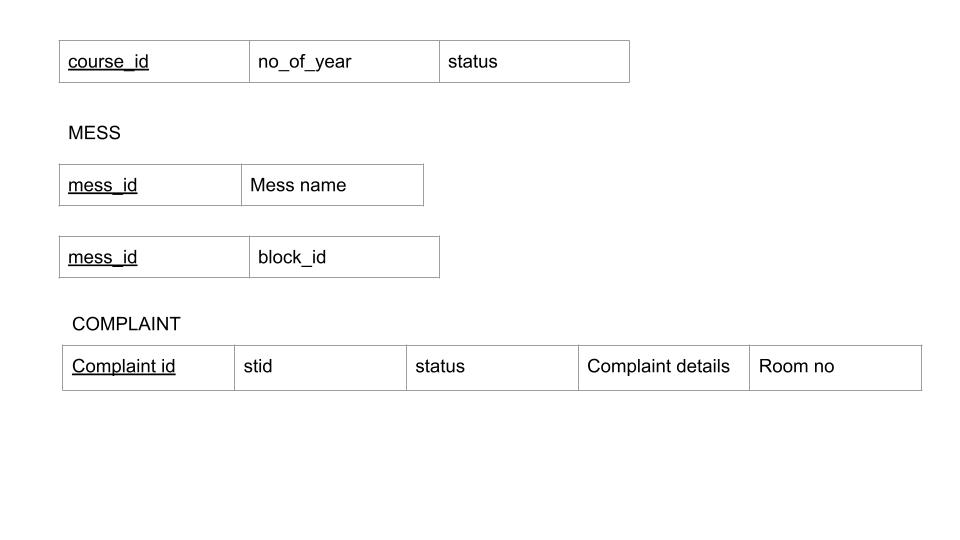 course_id no_of_year status
MESS
mess_id Mess name
mess_id block_id
COMPLAINT
Complaint id stid status Complaint details Room no